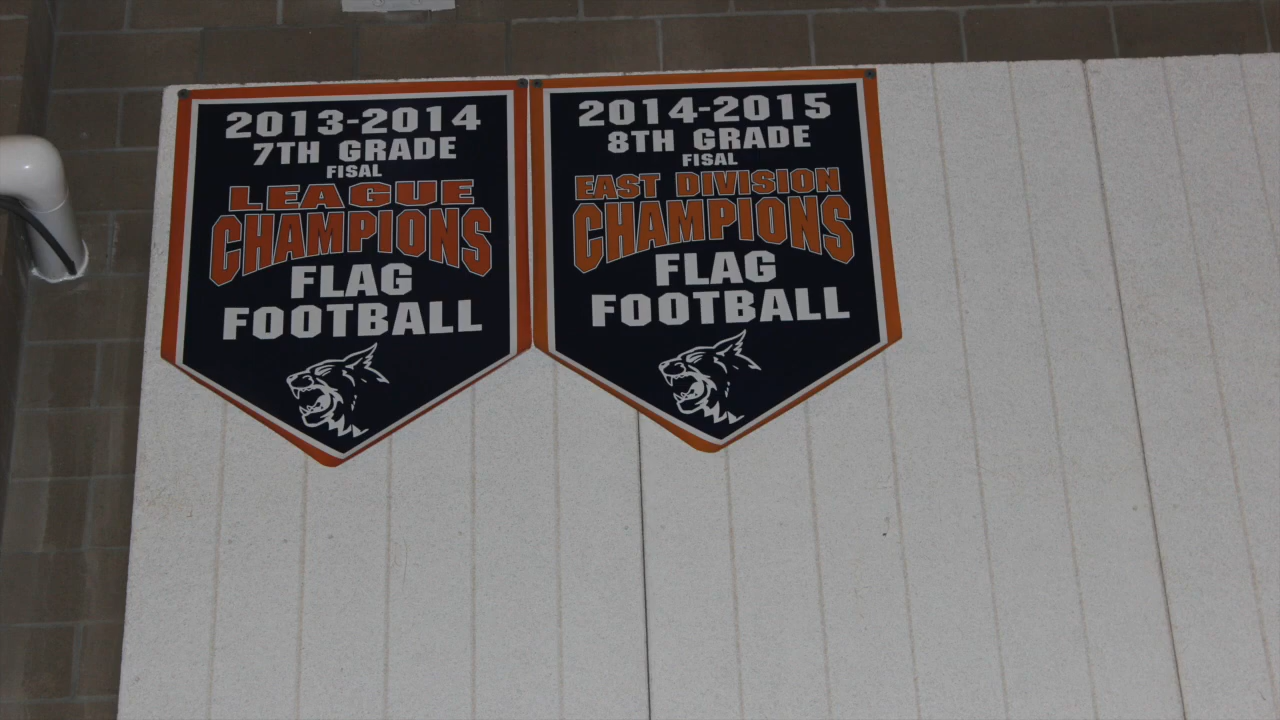 2013-2014
7TH GRADE
FISAL
LEAGUE
CHAMPIONS
FLAG
FOOTBALL
2014-2015
8TH GRADE
FISAL
EAST DIVISION
CHAMPIONS
FLAG
FOOTBALL